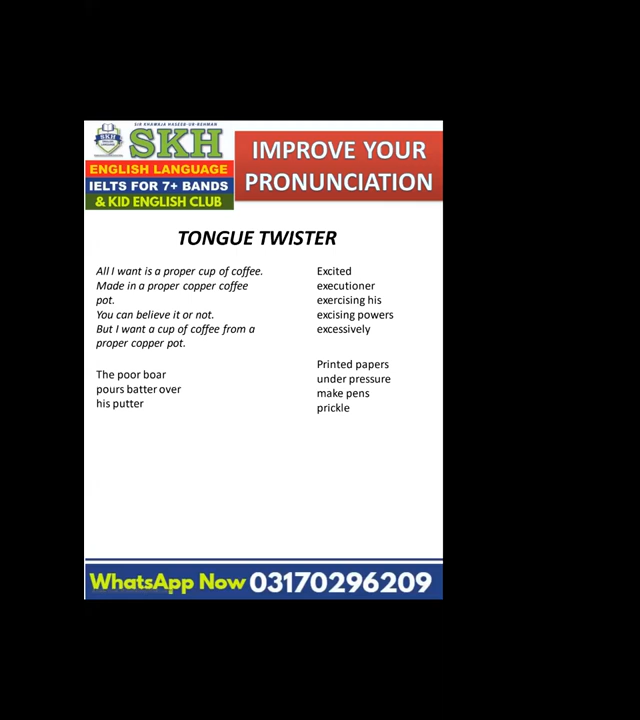 SIR KHAWAJA HASEEB-UR-REHMAN
SKH
SKH
ENGLISH LANGUAGE
IELTS FOR 7+ BANDS
& KID ENGLISH CLUB
IMPROVE YOUR
PRONUNCIATION
TONGUE TWISTER
All I want is a proper cup of coffee.
Made in a proper copper coffee
pot.
You can believe it or not.
But I want a cup of coffee from a
proper copper pot.
The poor boar
pours batter over
his putter
Excited
executioner
exercising his
excising powers
excessively
Printed papers
under pressure
make pens
prickle
WhatsApp Now 03170296209